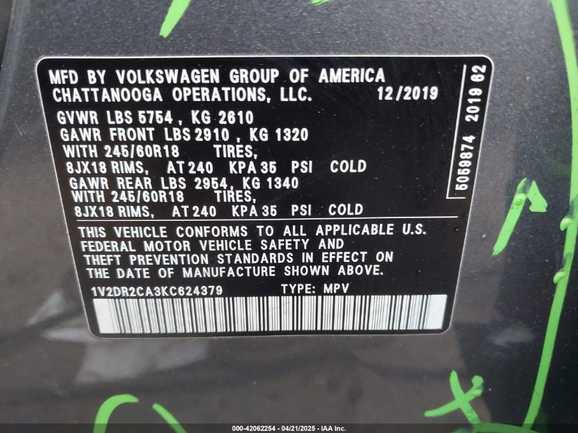 MFD BY VOLKSWAGEN GROUP OF AMERICA
CHATTANOOGA OPERATIONS, LLC. 12/2019
GVWR LBS 5754 , KG 2610
GAWR FRONT LBS 2910 , KG 1320
WITH 245/60R18 TIRES,
8JX18 RIMS, AT 240 KPA 35 PSI COLD
GAWR REAR LBS 2954, KG 1340
WITH 245/60R18 TIRES,
8JX18 RIMS, AT 240 KPA 35 PSI COLD
THIS VEHICLE CONFORMS TO ALL APPLICABLE U.S.
FEDERAL MOTOR VEHICLE SAFETY AND
THEFT PREVENTION STANDARDS IN EFFECT ON
THE DATE OF MANUFACTURE SHOWN ABOVE.
1V2DR2CA3KC624379 TYPE: MPV
5059874 2019 62
000-42062254 - 04/21/2025 - IAA Inc.